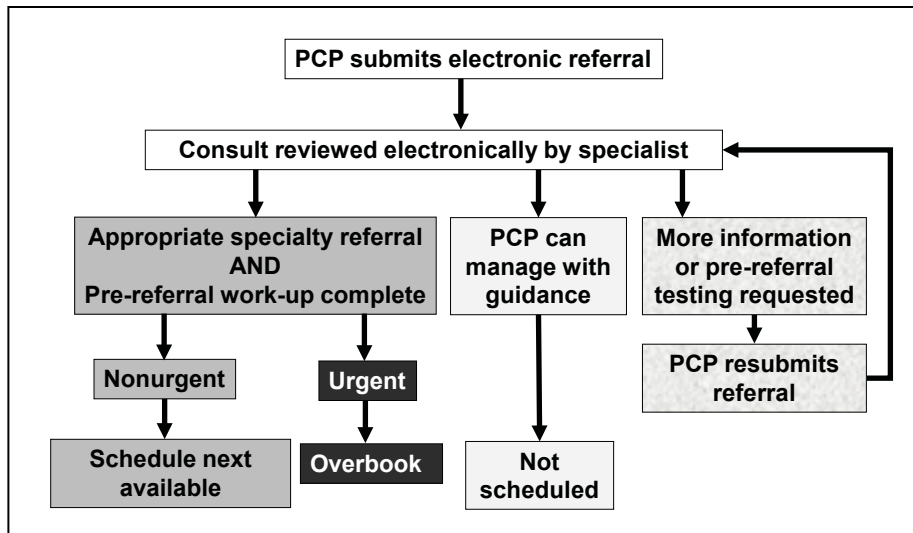 PCP submits electronic referral
Consult reviewed electronically by specialist
Appropriate specialty referral
AND
Pre-referral work-up complete
PCP can
manage with
guidance
More information
or pre-referral
testing requested
Nonurgent
Urgent
PCP resubmits
referral
Schedule next
available
Overbook
Not
scheduled